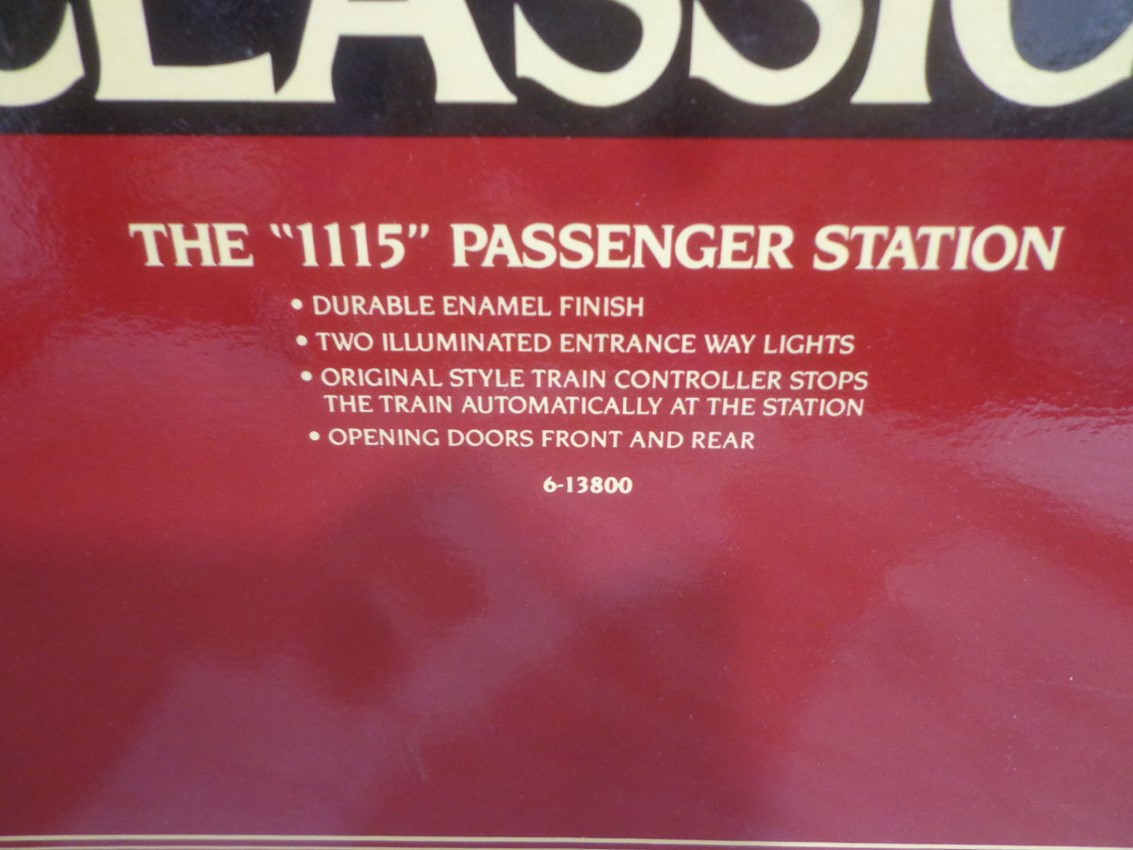 CLASSIC
THE "1115" PASSENGER STATION
• DURABLE ENAMEL FINISH
• TWO ILLUMINATED ENTRANCE WAY LIGHTS
• ORIGINAL STYLE TRAIN CONTROLLER STOPS
THE TRAIN AUTOMATICALLY AT THE STATION
• OPENING DOORS FRONT AND REAR
6-13800